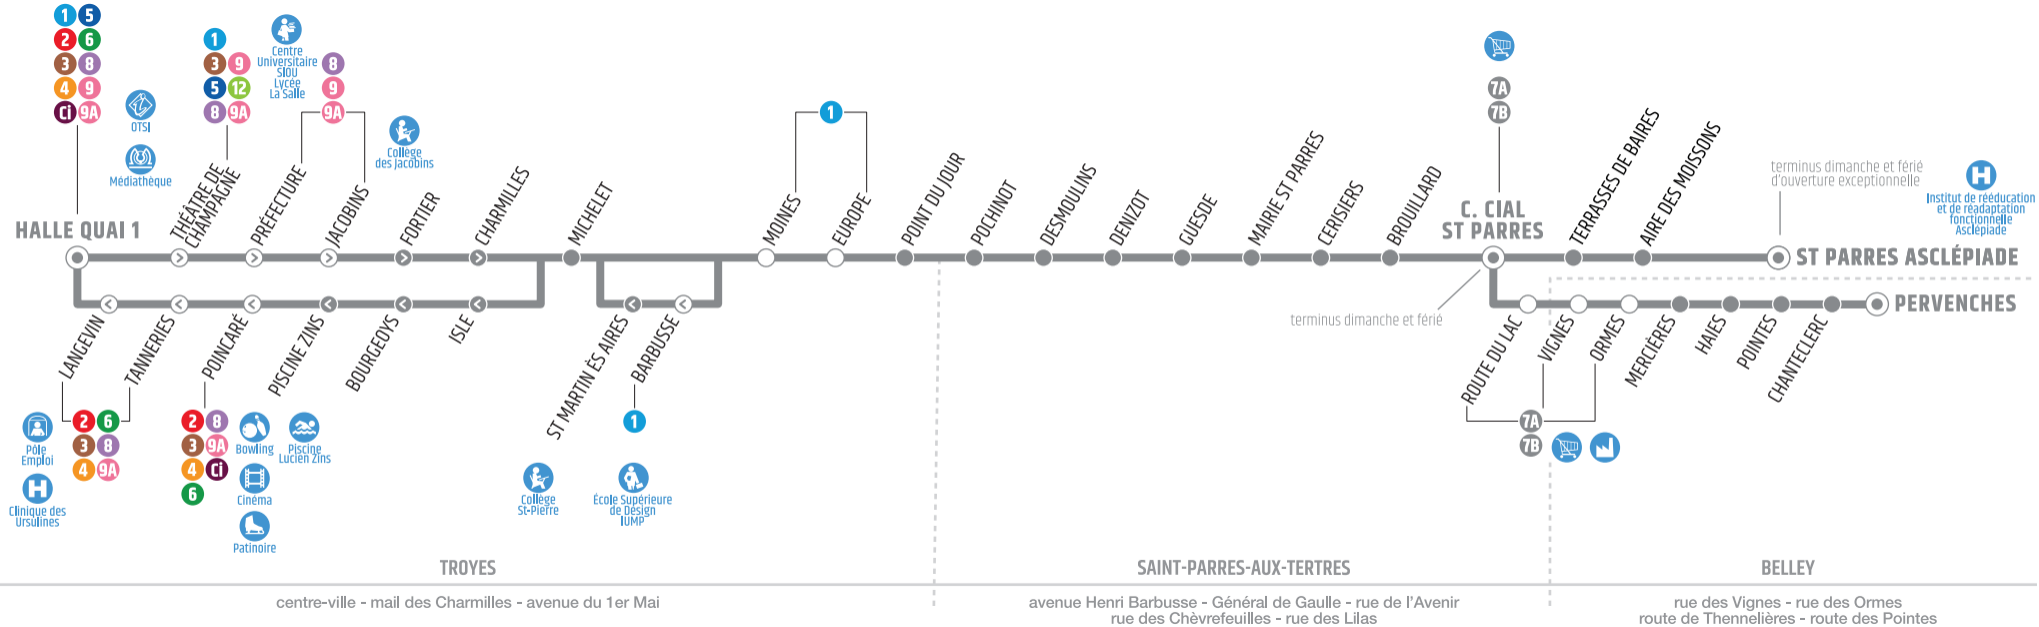 1 5
2 6
3 8
4 9
Ci 9A
OTSI
Médiathèque
1
3 9
5 12
8 9A
Centre
Universitaire
SIOU
Lycée
La Salle
8
9
9A
Collège
des Jacobins
1
7A
7B
terminus dimanche et férié
d'ouverture exceptionnelle
Institut de rééducation
et de réadaptation
fonctionnelle
Asclépiade
HALLE QUAI 1
THÉÂTRE DE
CHAMPAGNE
PRÉFECTURE
JACOBINS
FORTIER
CHARMILLES
MICHELET
MOINES
EUROPE
POINT DU JOUR
POCHINOT
DESMOULINS
DENIZOT
GUESDE
MAIRIE ST PARRES
CERISIERS
BROUILLARD
C. CIAL
ST PARRES
TERRASSES DE BAIRES
AIRE DES MOISSONS
ST PARRES ASCLÉPIADE
LANGEVIN
TANNERIES
POINCARÉ
PISCINE ZINS
BOURGEOYS
ISLE
ST MARTIN ÈS AIRES
BARBUSSE
terminus dimanche et férié
ROUTE DU LAC
VIGNES
ORMES
MERCIÈRES
HAIES
POINTES
CHANTECLERC
PERVENCHES
Pôle
Emploi
Clinique des
Ursulines
2 6
3 8
4 9A
2 8
3 9A
4 Ci
6
Bowling
Piscine
Lucien Zins
Cinéma
Patinoire
Collège
St-Pierre
1
École Supérieure
de Design
IUMP
7A
7B
TROYES
SAINT-PARRES-AUX-TERTRES
BELLEY
centre-ville - mail des Charmilles - avenue du 1er Mai
avenue Henri Barbusse - Général de Gaulle - rue de l'Avenir
rue des Chèvrefeuilles - rue des Lilas
rue des Vignes - rue des Ormes
route de Thennelières - route des Pointes